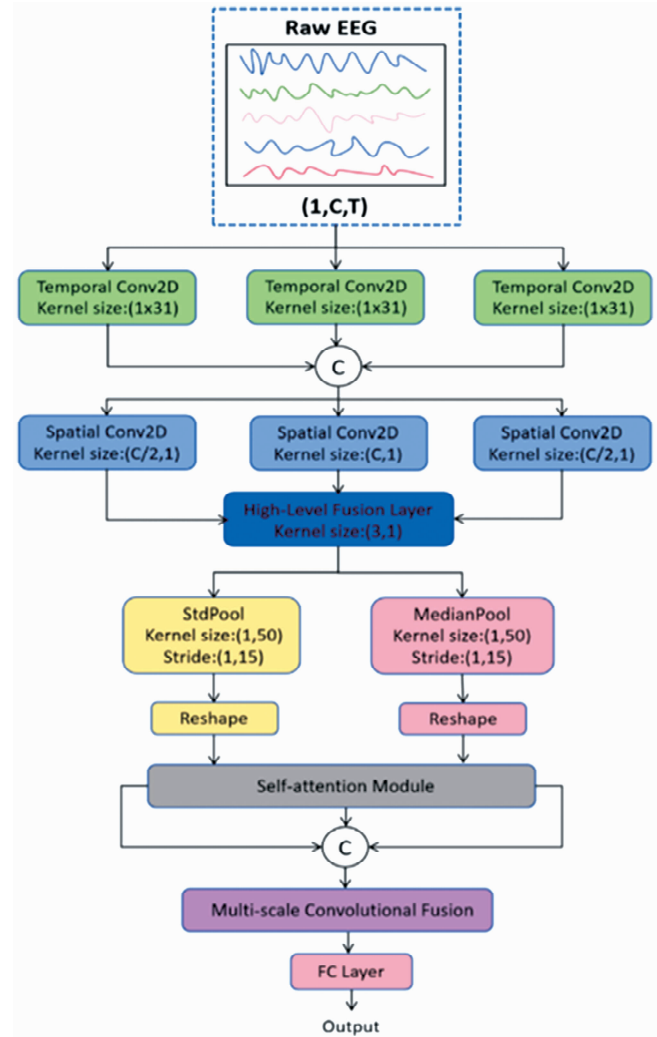 Raw EEG
(1,C,T)
Temporal Conv2D
Kernel size:(1x31)
Temporal Conv2D
Kernel size:(1x31)
Temporal Conv2D
Kernel size:(1x31)
C
Spatial Conv2D
Kernel size:(C/2,1)
Spatial Conv2D
Kernel size:(C,1)
Spatial Conv2D
Kernel size:(C/2,1)
High-Level Fusion Layer
Kernel size:(3,1)
StdPool
Kernel size:(1,50)
Stride:(1,15)
MedianPool
Kernel size:(1,50)
Stride:(1,15)
Reshape
Reshape
Self-attention Module
C
Multi-scale Convolutional Fusion
FC Layer
Output